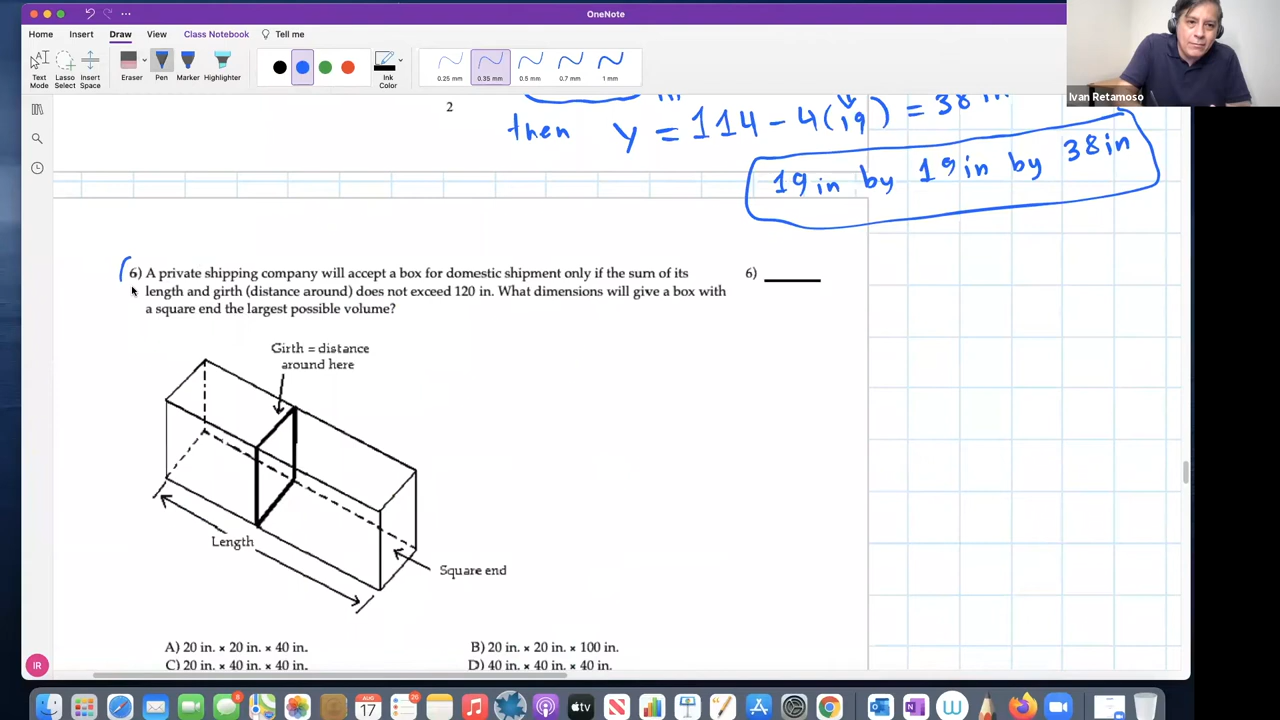 OneNote
Home Insert Draw View Class Notebook Tell me
Text Mode Lasso Select Insert Space Eraser Pen Marker Highlighter Ink Color 0.25 mm 0.35 mm 0.5 mm 0.7 mm 1 mm
Ivan Retamoso
2
then y = 114 - 4(19) = 38 in
19 in by 19 in by 38 in
6) A private shipping company will accept a box for domestic shipment only if the sum of its
length and girth (distance around) does not exceed 120 in. What dimensions will give a box with
a square end the largest possible volume?
6)
Girth = distance
around here
Length
Square end
A) 20 in. × 20 in. × 40 in.
B) 20 in. × 20 in. × 100 in.
C) 20 in. × 40 in. × 40 in.
D) 40 in. × 40 in. × 40 in.
IR
AUG
17
tv